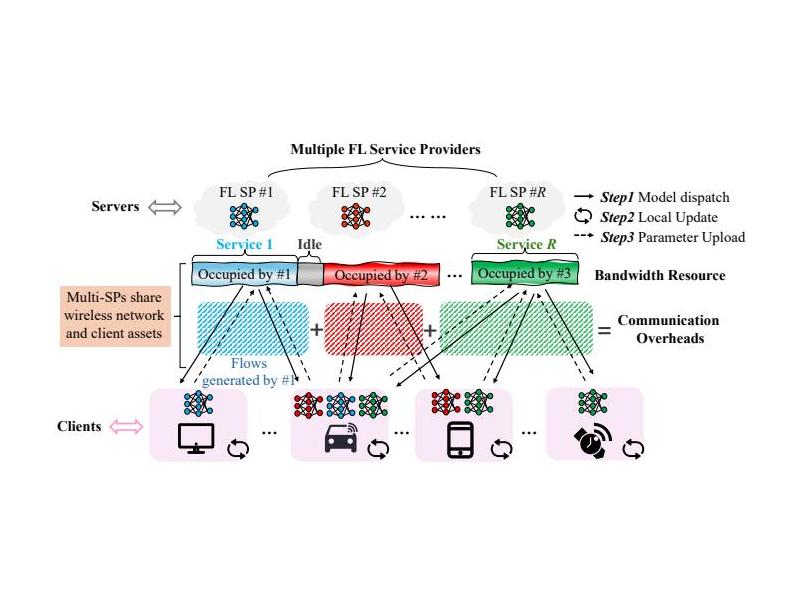 Multiple FL Service Providers
FL SP #1
FL SP #2
FL SP #R
Servers
... ...
Step1 Model dispatch
Step2 Local Update
Step3 Parameter Upload
Service 1
Idle
Service R
Occupied by #1
Occupied by #2
...
Occupied by #3
Bandwidth Resource
Multi-SPs share
wireless network
and client assets
+
+
=
Communication
Overheads
Flows
generated by #1
Clients
...
...
...